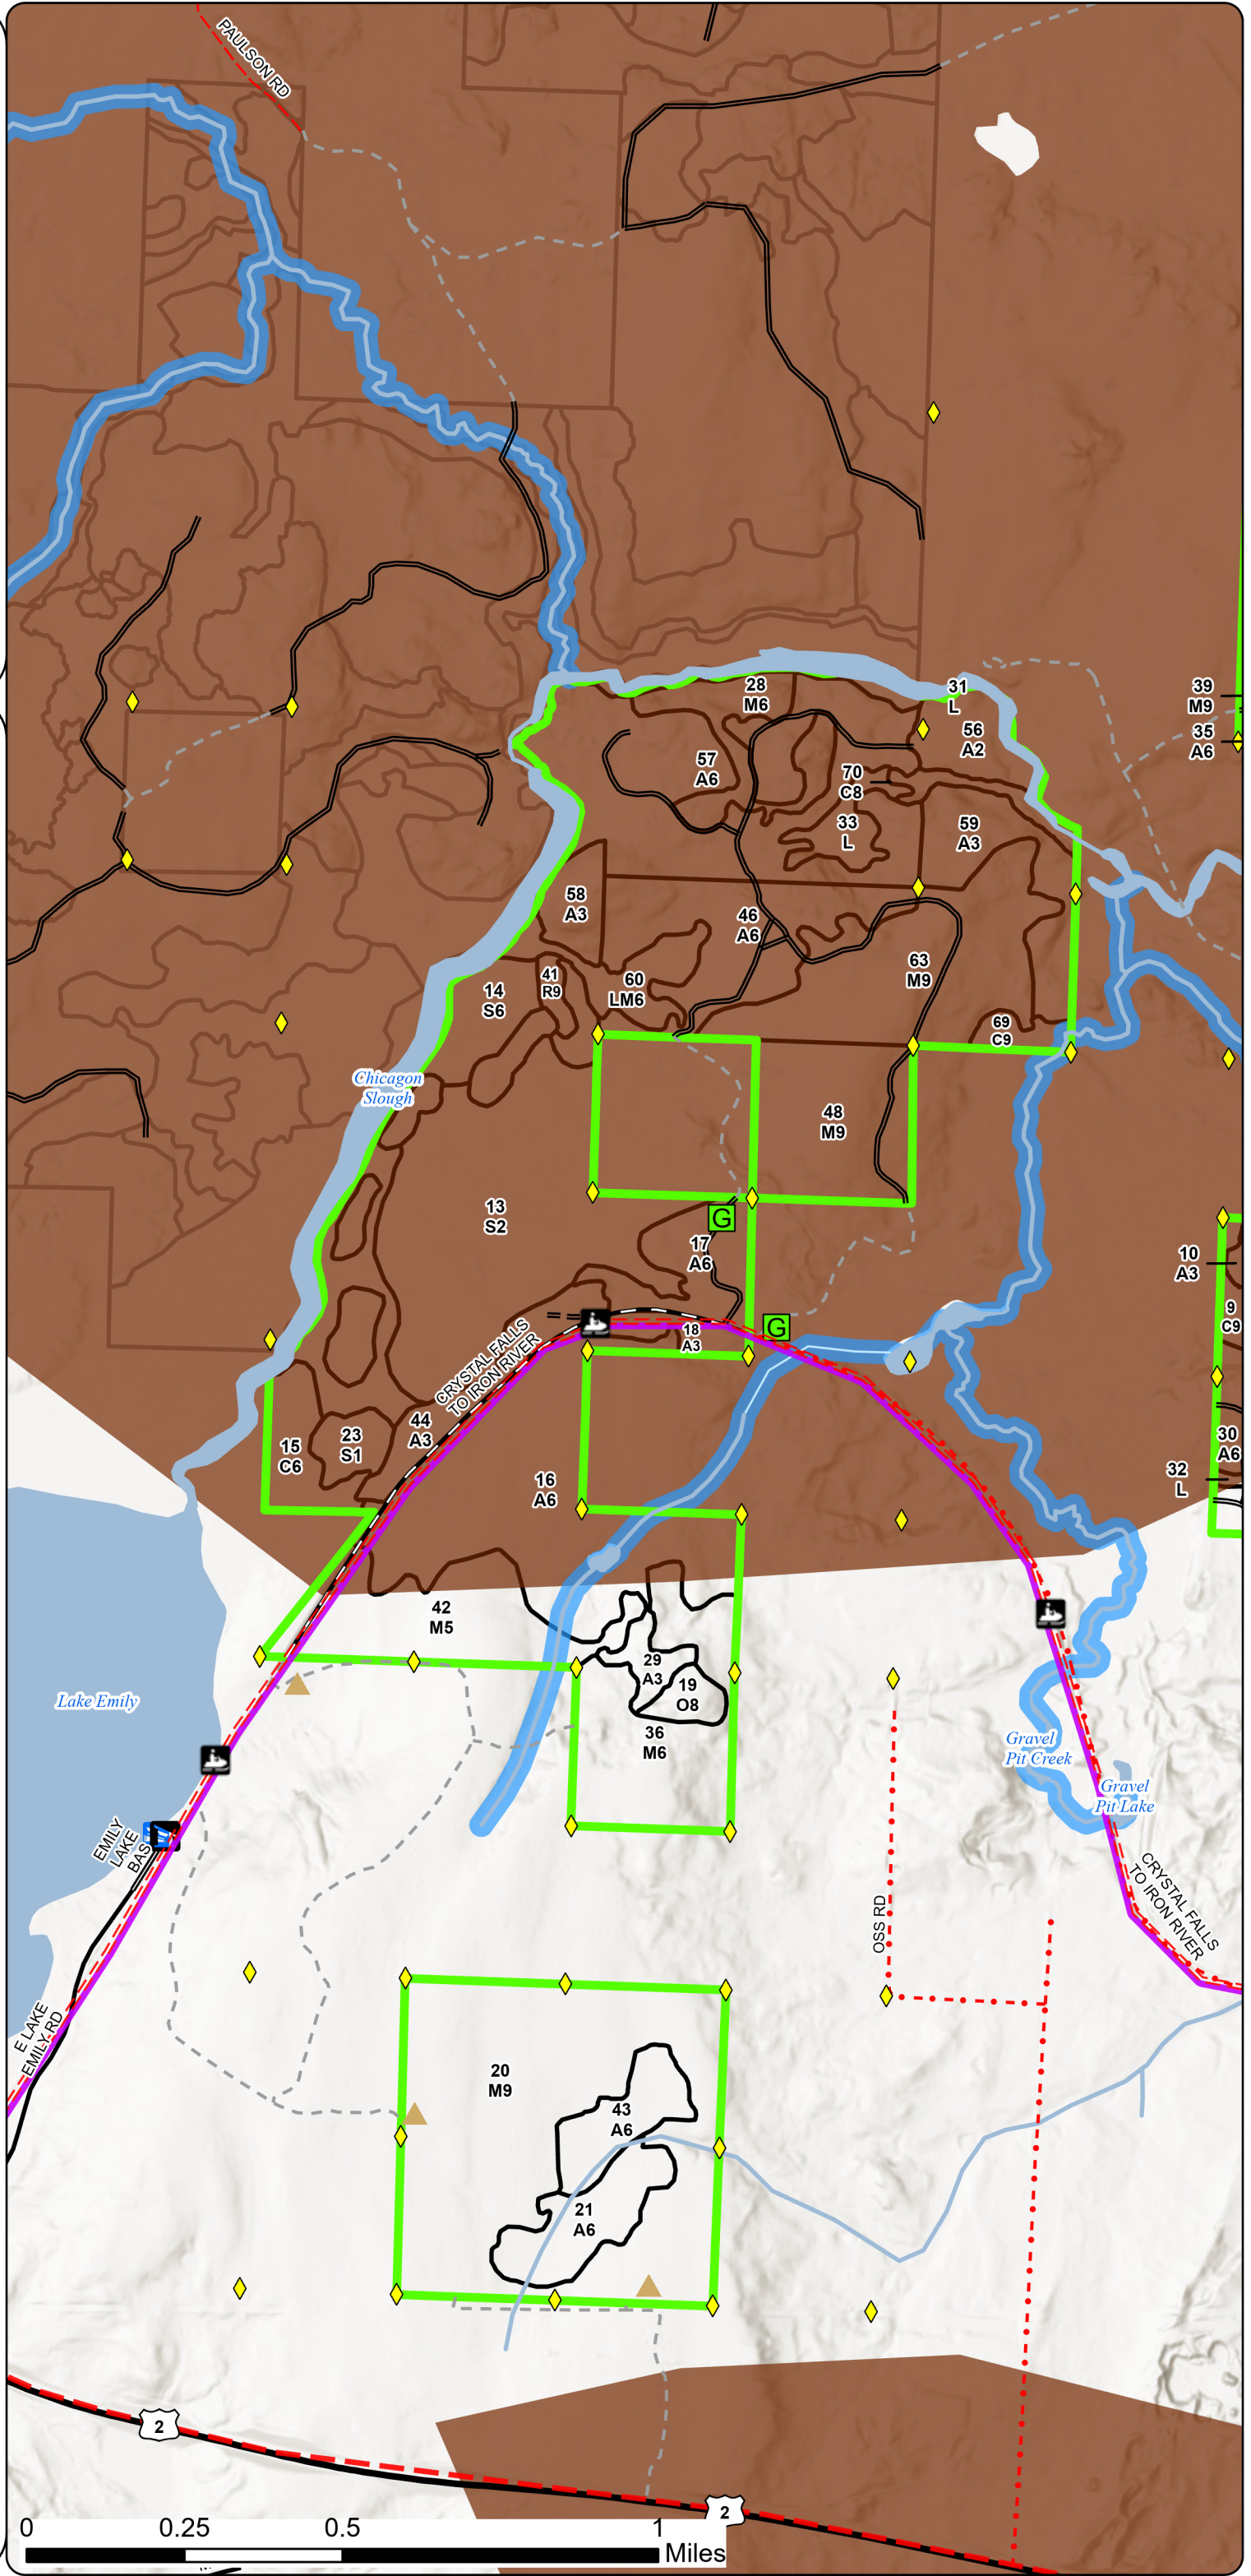 PAULSON RD
28
M6
31
L
39
M9
56
A2
35
A6
57
A6
70
C8
33
L
59
A3
58
A3
46
A6
63
M9
41
R9
60
LM6
14
S6
69
C9
Chicagon
Slough
48
M9
13
S2
17
A6
G
10
A3
G
18
A3
9
C9
CRYSTAL FALLS
TO IRON RIVER
44
A3
23
S1
15
C6
30
A6
32
L
16
A6
42
M5
29
A3
19
O8
36
M6
Lake Emily
Gravel
Pit Creek
Gravel
Pit Lake
EMILY
LAKE
BAS
CRYSTAL FALLS
TO IRON RIVER
OSS RD
E LAKE
EMILY RD
20
M9
43
A6
21
A6
2
2
0 0.25 0.5 1
Miles